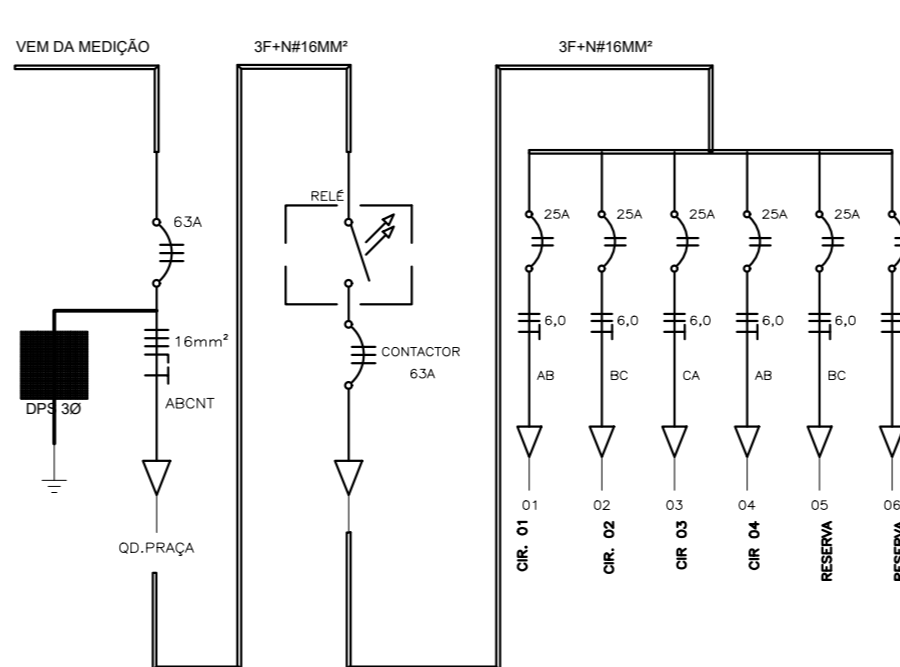 VEM DA MEDIÇÃO
3F+N#16MM²
3F+N#16MM²
RELÉ
63A
25A
25A
25A
25A
25A
16mm²
6,0
6,0
6,0
6,0
6,0
CONTACTOR
63A
DPS 3Ø
ABCNT
AB
BC
CA
AB
BC
QD.PRAÇA
01
02
03
04
05
06
CIR. 01
CIR. 02
CIR 03
CIR 04
RESERVA
RESERVA